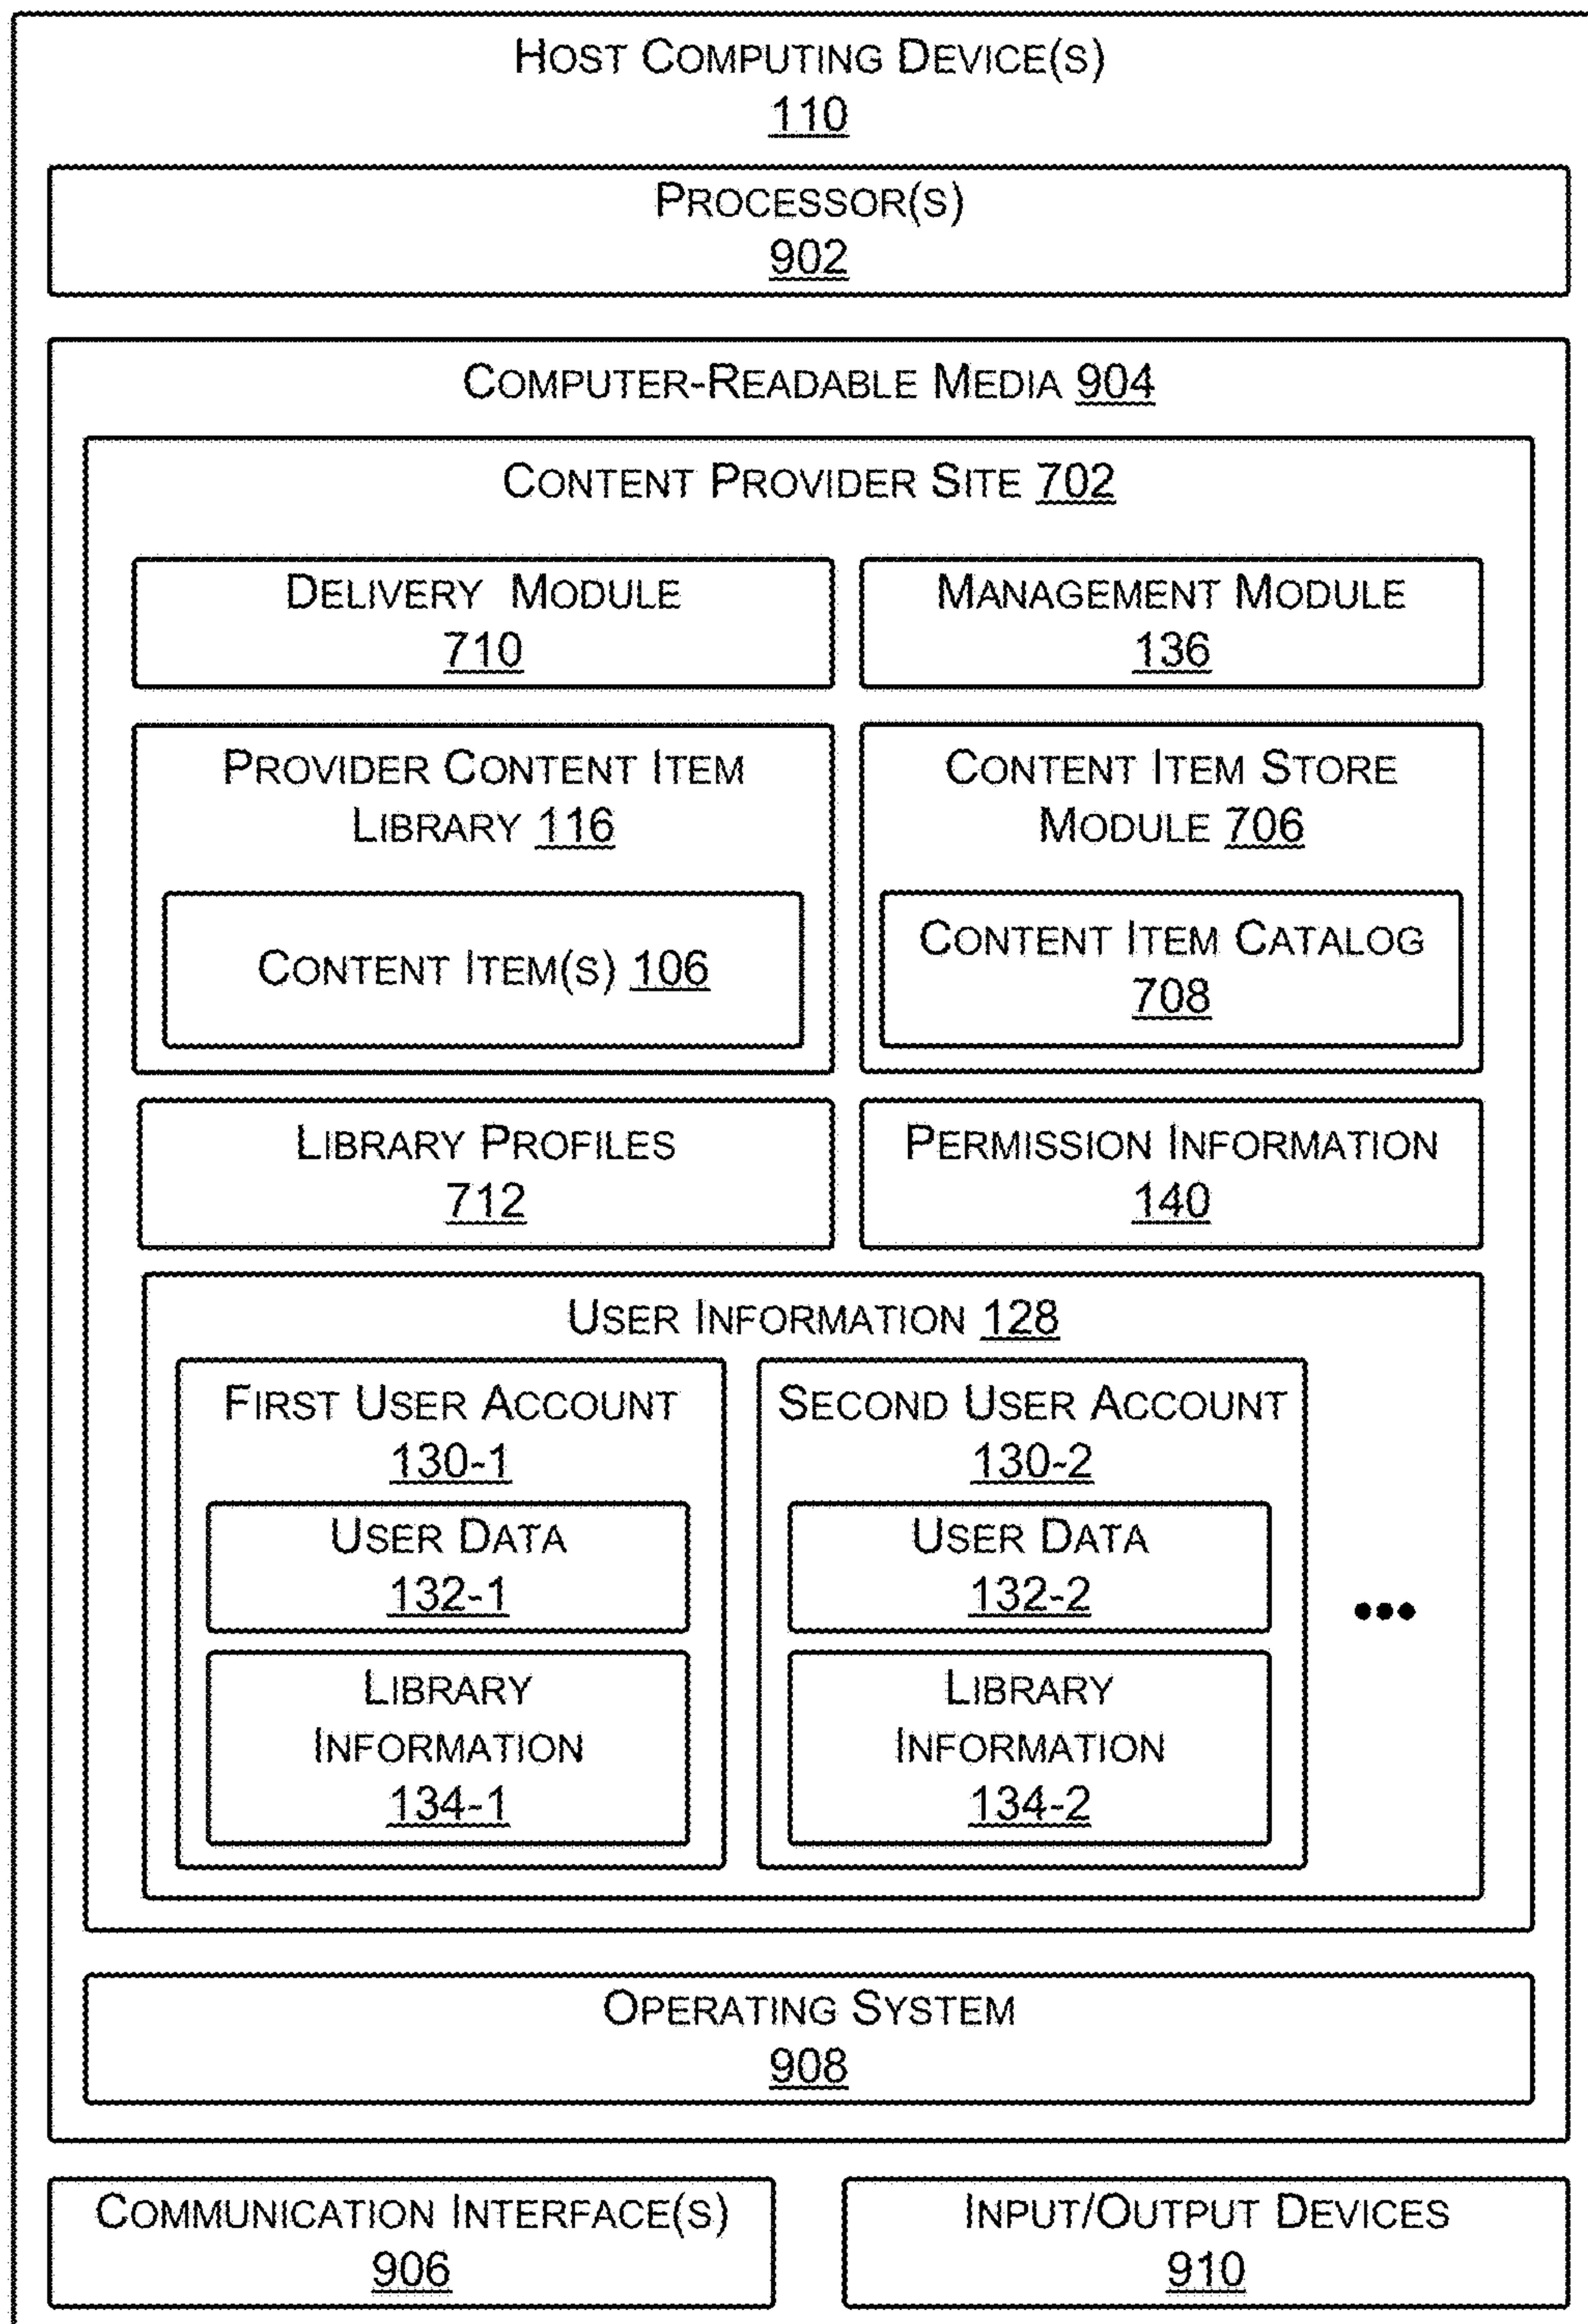 HOST COMPUTING DEVICE(S)
110
PROCESSOR(S)
902
COMPUTER-READABLE MEDIA 904
CONTENT PROVIDER SITE 702
DELIVERY MODULE
710
MANAGEMENT MODULE
136
PROVIDER CONTENT ITEM
LIBRARY 116
CONTENT ITEM(S) 106
CONTENT ITEM STORE
MODULE 706
CONTENT ITEM CATALOG
708
LIBRARY PROFILES
712
PERMISSION INFORMATION
140
USER INFORMATION 128
FIRST USER ACCOUNT
130-1
USER DATA
132-1
LIBRARY
INFORMATION
134-1
SECOND USER ACCOUNT
130-2
USER DATA
132-2
LIBRARY
INFORMATION
134-2
•••
OPERATING SYSTEM
908
COMMUNICATION INTERFACE(S)
906
INPUT/OUTPUT DEVICES
910